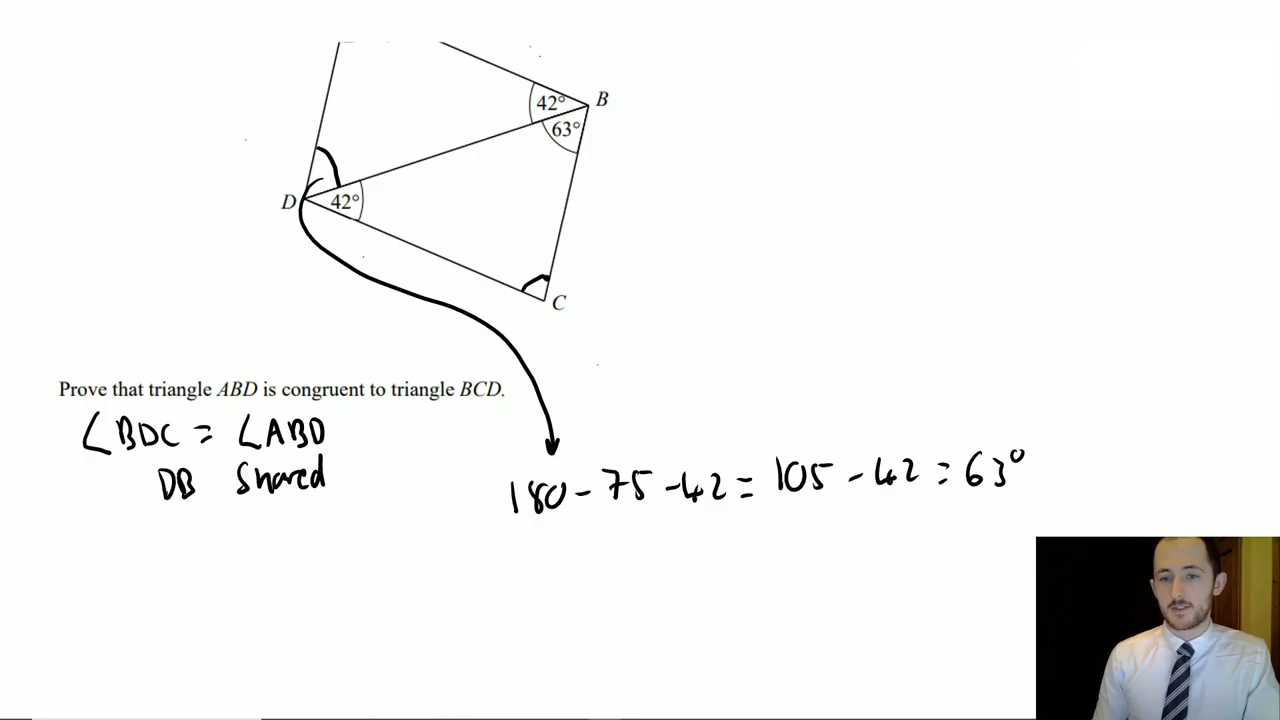 42°
B
63°
D
42°
C
Prove that triangle ABD is congruent to triangle BCD.
∠BDC = ∠ABD
DB Shared
180 - 75 - 42 = 105 - 42 = 63°